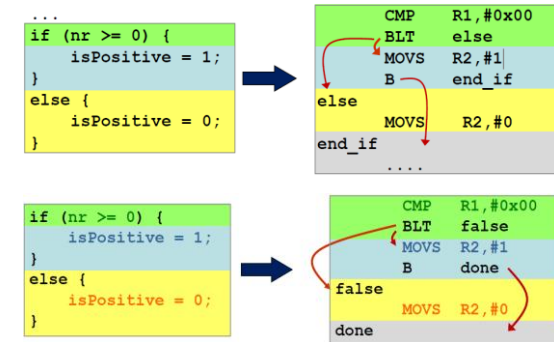 ...
if (nr >= 0) {
isPositive = 1;
}
else {
isPositive = 0;
CMP R1,#0x00
BLT else
MOVS R2,#1
B end_if
else
MOVS R2,#0
end_if
....
if (nr >= 0) {
isPositive = 1;
}
else {
isPositive = 0;
}
CMP R1,#0x00
BLT false
MOVS R2,#1
B done
false
MOVS R2,#0
done